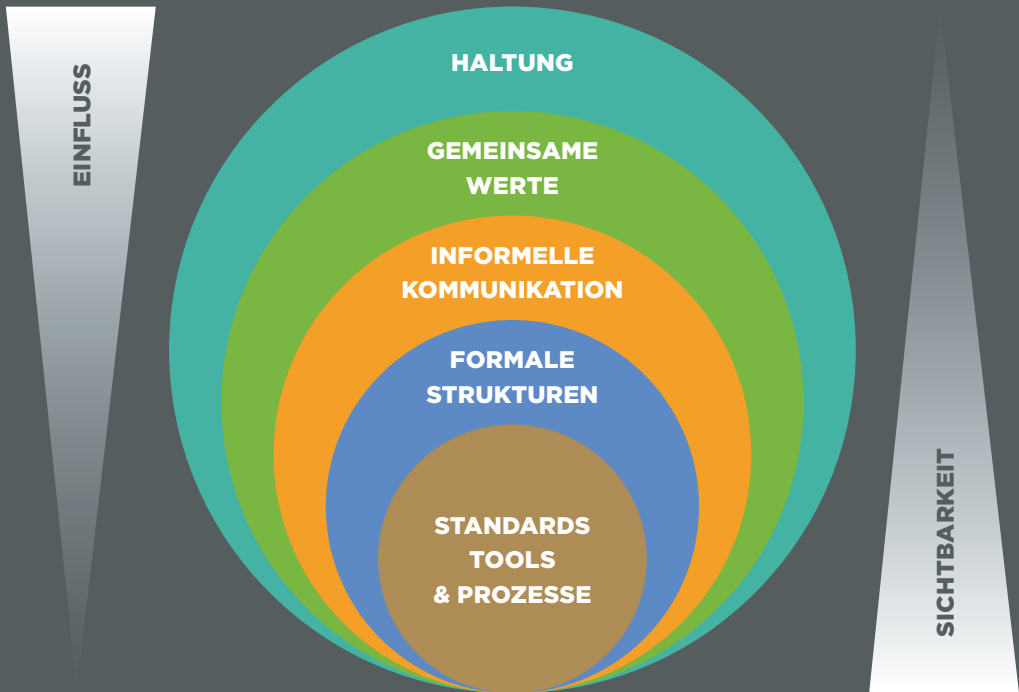 EINFLUSS
HALTUNG
GEMEINSAME
WERTE
INFORMELLE
KOMMUNIKATION
FORMALE
STRUKTUREN
STANDARDS
TOOLS
& PROZESSE
SICHTBARKEIT